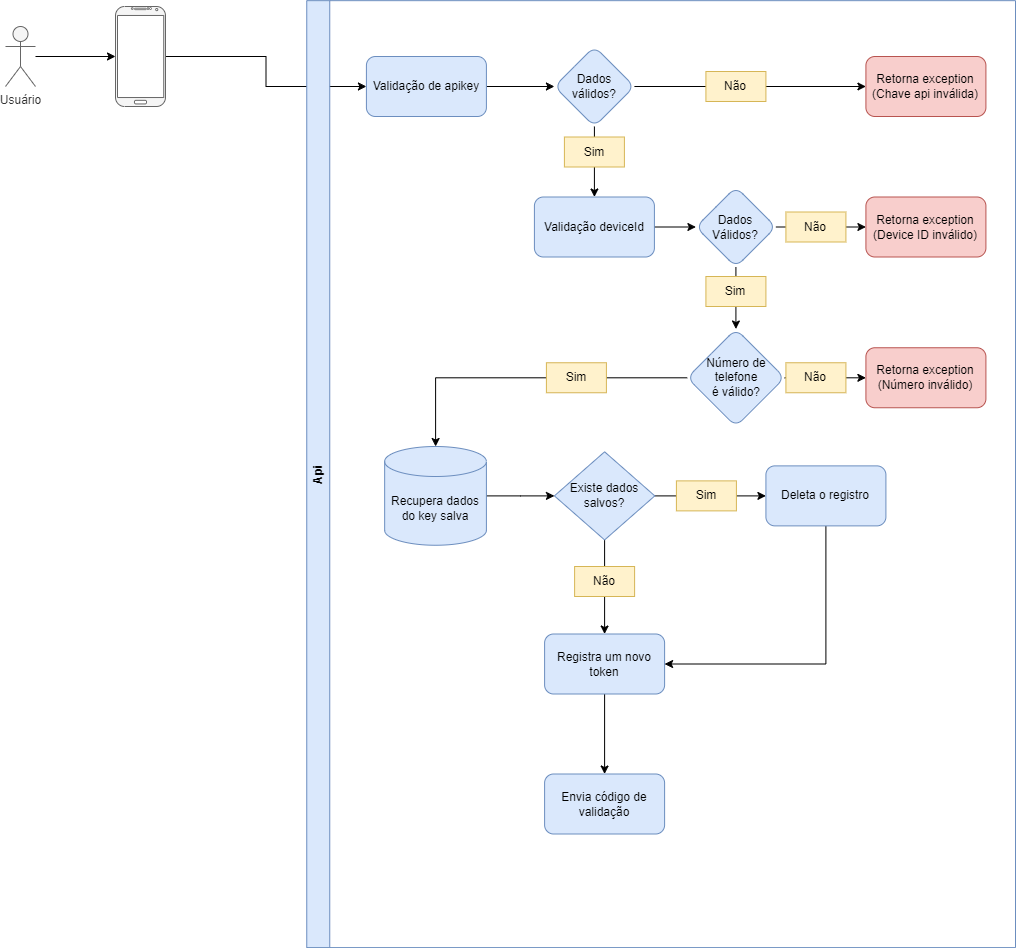 Usuário
Api
Validação de apikey
Dados
válidos?
Não
Retorna exception
(Chave api inválida)
Sim
Validação deviceId
Dados
Válidos?
Não
Retorna exception
(Device ID inválido)
Sim
Número de
telefone
é válido?
Não
Retorna exception
(Número inválido)
Sim
Recupera dados
do key salva
Existe dados
salvos?
Sim
Deleta o registro
Não
Registra um novo
token
Envia código de
validação